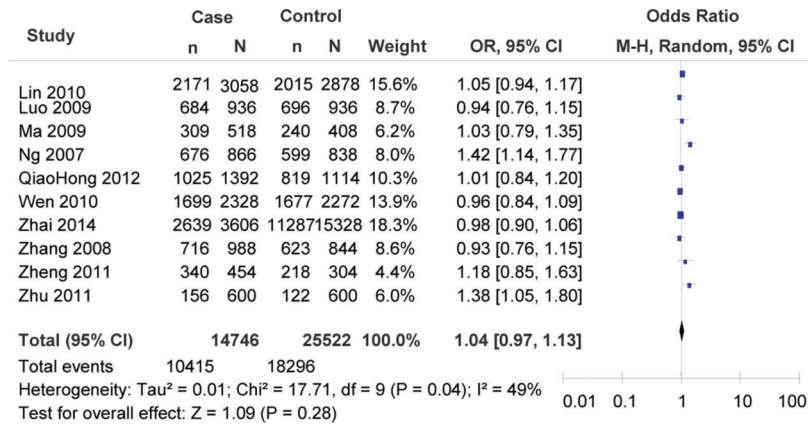 Case Control Odds Ratio
Study n N n N Weight OR, 95% CI M-H, Random, 95% CI
Lin 2010 2171 3058 2015 2878 15.6% 1.05 [0.94, 1.17]
Luo 2009 684 936 696 936 8.7% 0.94 [0.76, 1.15]
Ma 2009 309 518 240 408 6.2% 1.03 [0.79, 1.35]
Ng 2007 676 866 599 838 8.0% 1.42 [1.14, 1.77]
QiaoHong 2012 1025 1392 819 1114 10.3% 1.01 [0.84, 1.20]
Wen 2010 1699 2328 1677 2272 13.9% 0.96 [0.84, 1.09]
Zhai 2014 2639 3606 11287 15328 18.3% 0.98 [0.90, 1.06]
Zhang 2008 716 988 623 844 8.6% 0.93 [0.76, 1.15]
Zheng 2011 340 454 218 304 4.4% 1.18 [0.85, 1.63]
Zhu 2011 156 600 122 600 6.0% 1.38 [1.05, 1.80]
Total (95% CI) 14746 25522 100.0% 1.04 [0.97, 1.13]
Total events 10415 18296
Heterogeneity: Tau² = 0.01; Chi² = 17.71, df = 9 (P = 0.04); I² = 49%
Test for overall effect: Z = 1.09 (P = 0.28)
0.01 0.1 1 10 100